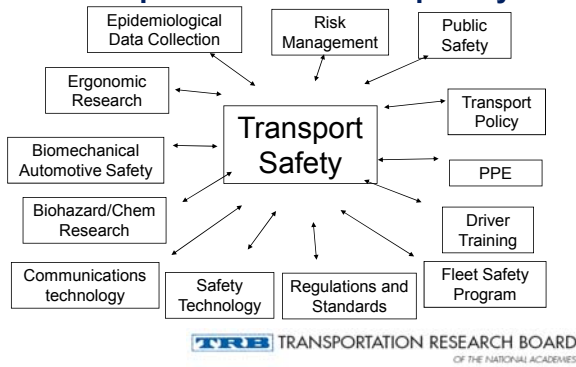 Epidemiological
Data Collection
Risk
Management
Public
Safety
Ergonomic
Research
Transport
Policy
Transport
Safety
Biomechanical
Automotive Safety
PPE
Biohazard/Chem
Research
Driver
Training
Communications
technology
Safety
Technology
Regulations and
Standards
Fleet Safety
Program
TRB TRANSPORTATION RESEARCH BOARD
OF THE NATIONAL ACADEMIES